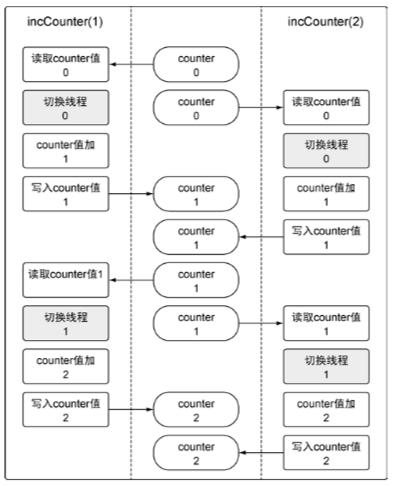 incCounter(1)
incCounter(2)
读取counter值
0
counter
0
切换线程
0
counter
0
读取counter值
0
counter值加
1
切换线程
0
写入counter值
1
counter
1
counter值加
1
counter
1
写入counter值
1
读取counter值1
counter
1
切换线程
1
counter
1
读取counter值
1
counter值加
2
切换线程
1
写入counter值
2
counter
2
counter值加
2
counter
2
写入counter值
2